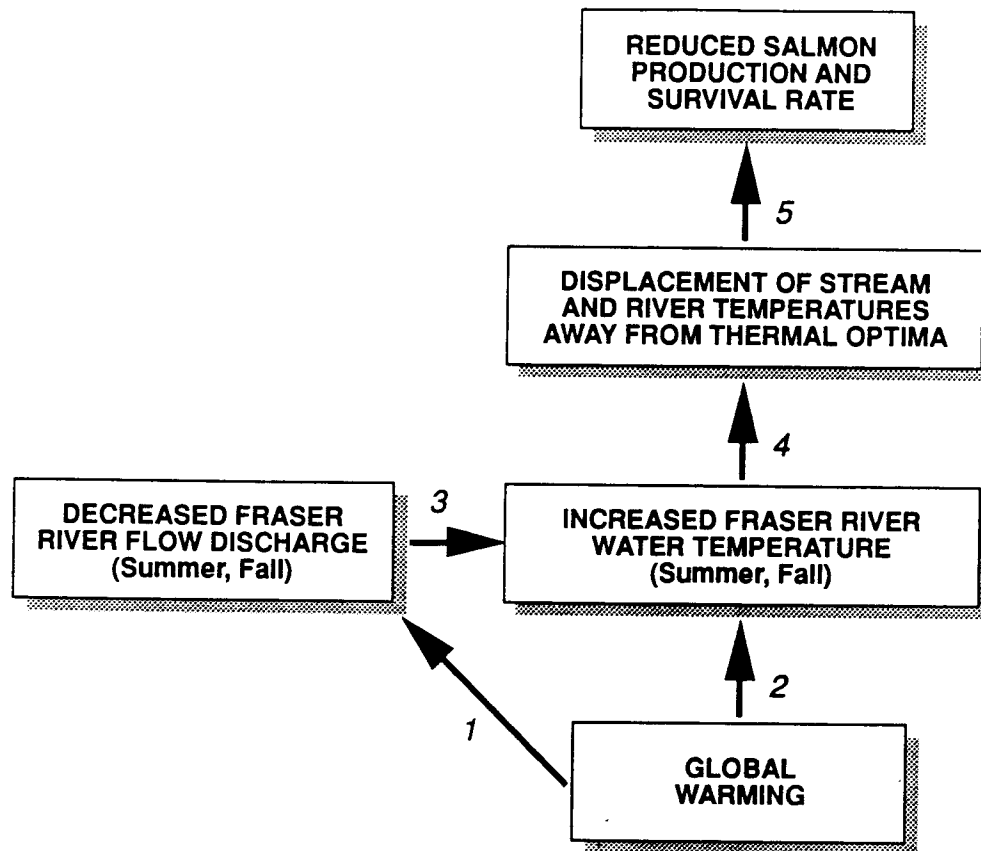 REDUCED SALMON
PRODUCTION AND
SURVIVAL RATE
5
DISPLACEMENT OF STREAM
AND RIVER TEMPERATURES
AWAY FROM THERMAL OPTIMA
4
DECREASED FRASER
RIVER FLOW DISCHARGE
(Summer, Fall)
3
INCREASED FRASER RIVER
WATER TEMPERATURE
(Summer, Fall)
1
2
GLOBAL
WARMING